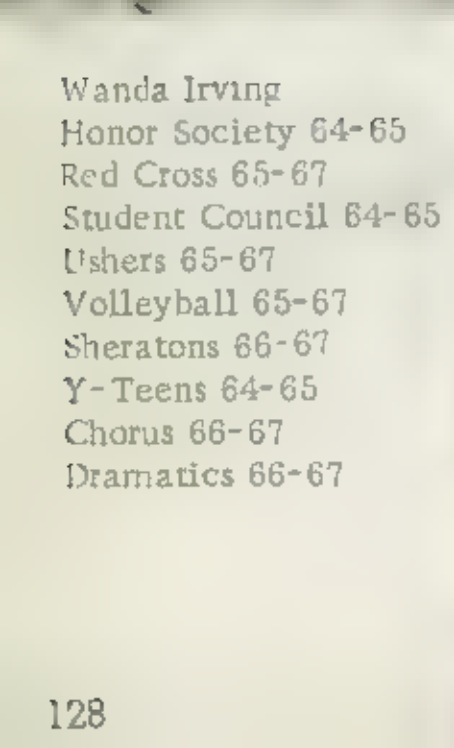 Wanda Irving
Honor Society 64-65
Red Cross 65-67
Student Council 64-65
Ushers 65-67
Volleyball 65-67
Sheratons 66-67
Y-Teens 64-65
Chorus 66-67
Dramatics 66-67
128